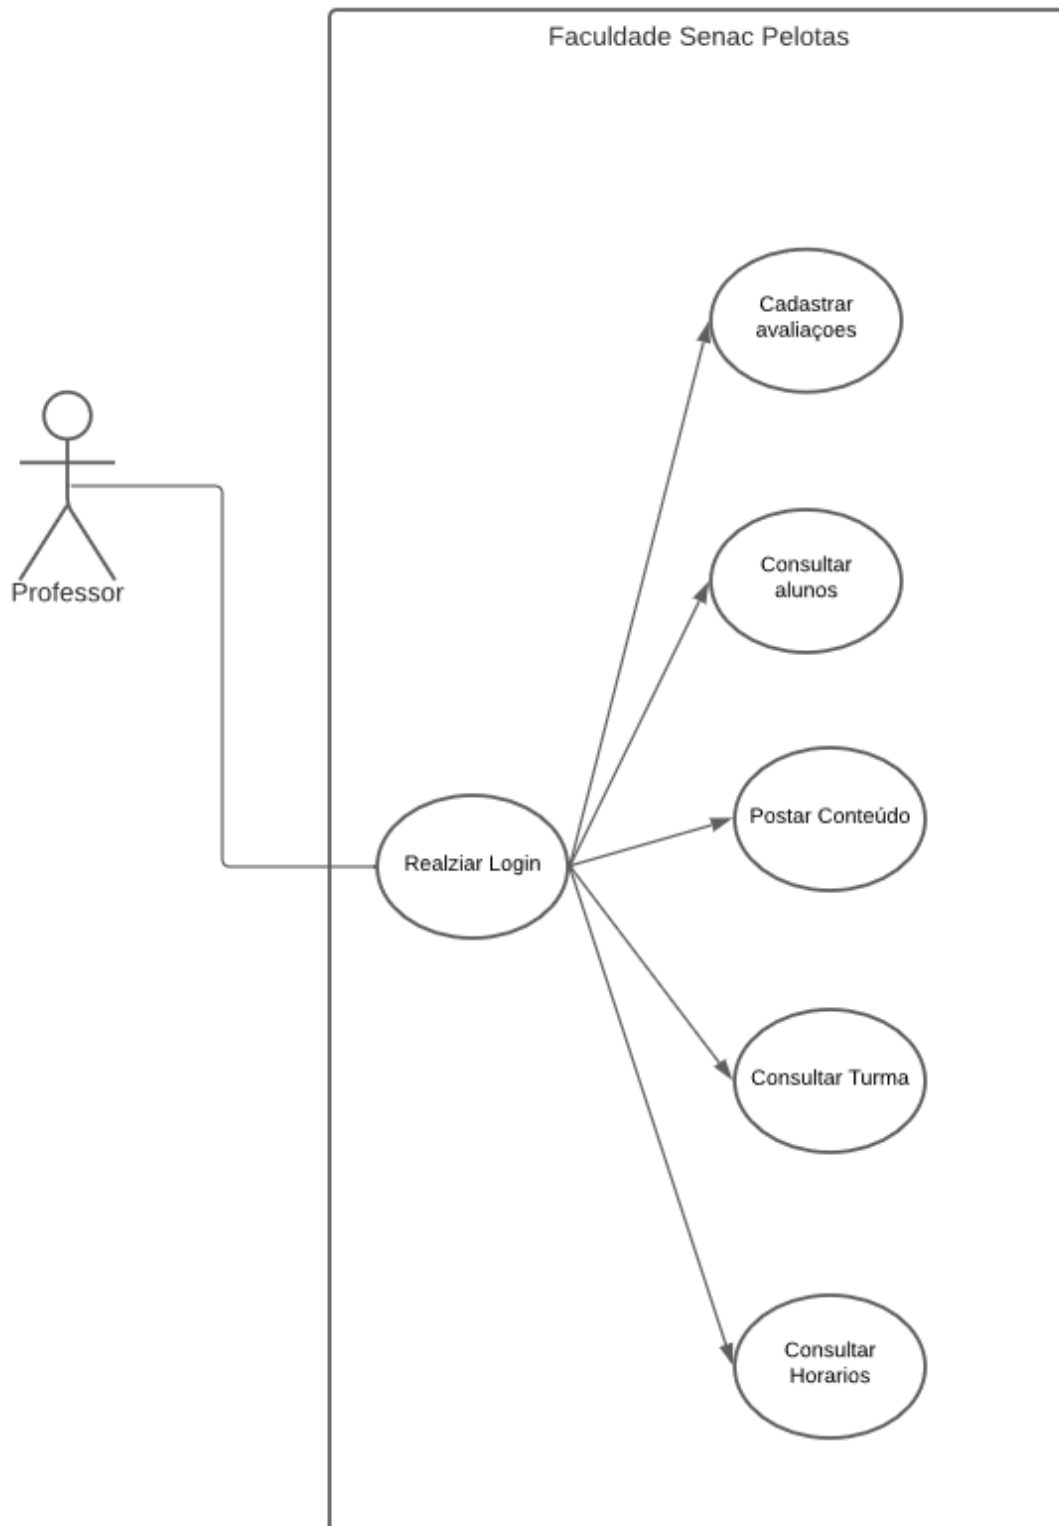 Faculdade Senac Pelotas
Cadastrar
avaliaçoes
Consultar
alunos
Professor
Postar Conteúdo
Realziar Login
Consultar Turma
Consultar
Horarios